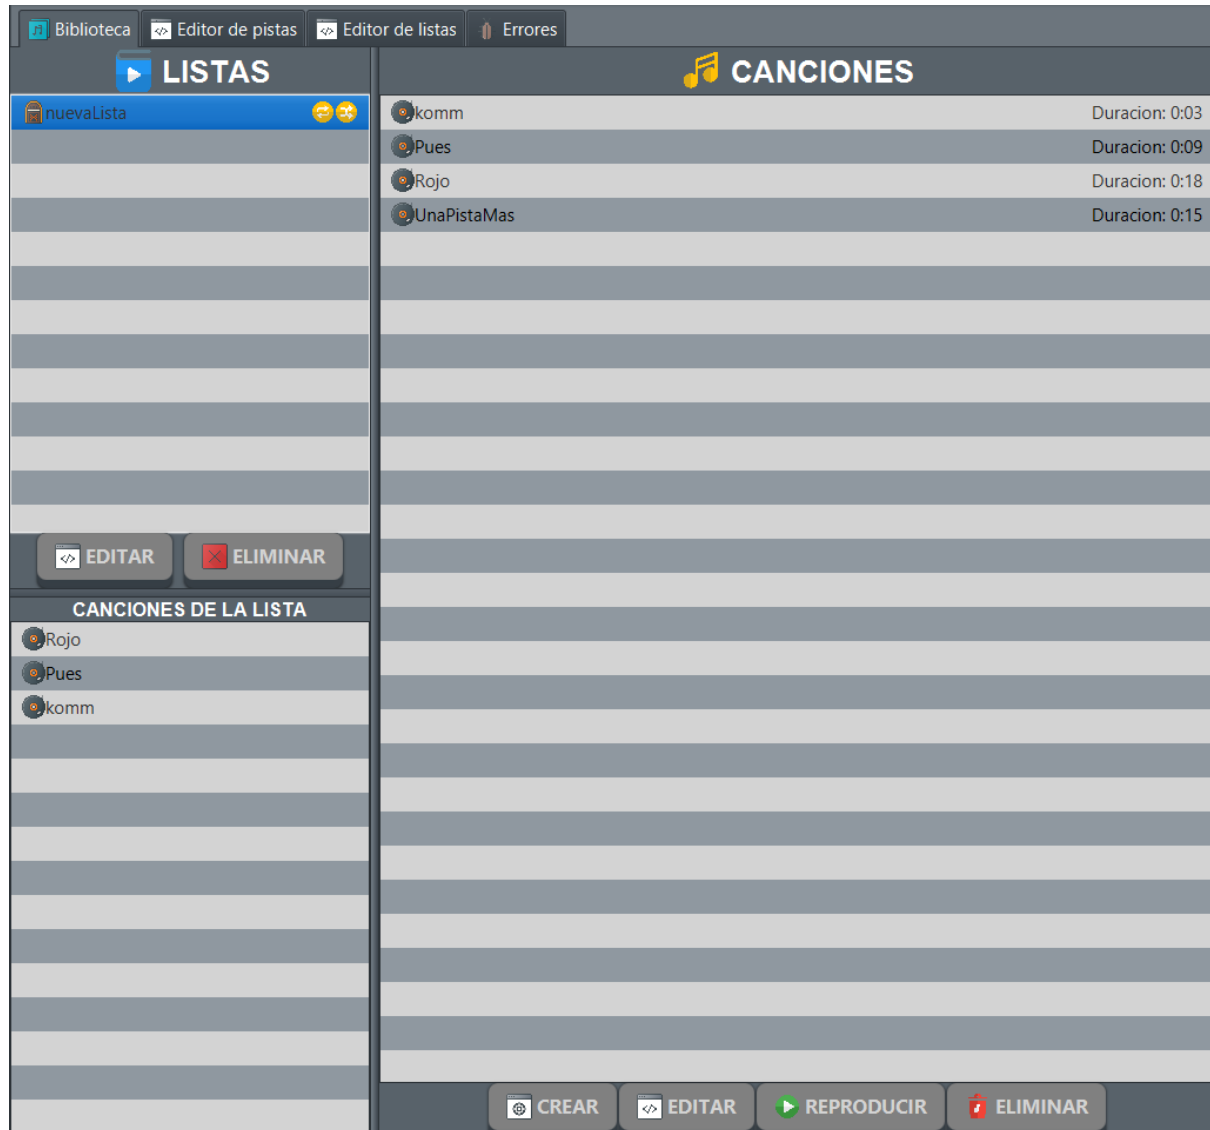 Biblioteca Editor de pistas Editor de listas Errores
LISTAS
nuevaLista
EDITAR ELIMINAR
CANCIONES DE LA LISTA
Rojo
Pues
komm
CANCIONES
komm Duracion: 0:03
Pues Duracion: 0:09
Rojo Duracion: 0:18
UnaPistaMas Duracion: 0:15
CREAR EDITAR REPRODUCIR ELIMINAR